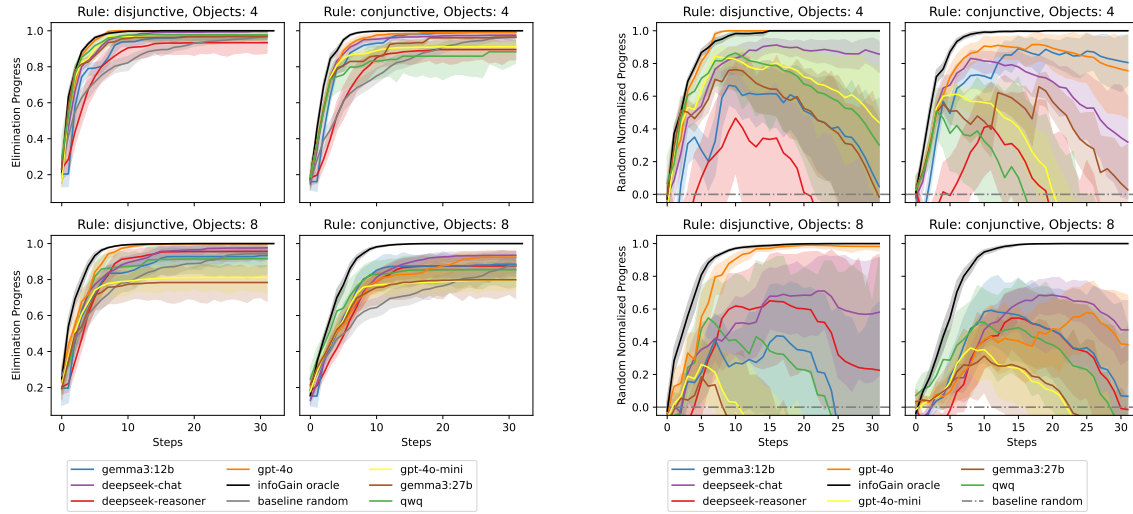 Rule: disjunctive, Objects: 4
Rule: conjunctive, Objects: 4
Elimination Progress
1.0
0.8
0.6
0.4
0.2
Rule: disjunctive, Objects: 8
Rule: conjunctive, Objects: 8
Elimination Progress
1.0
0.8
0.6
0.4
0.2
0 10 20 30
0 10 20 30
Steps
Steps
gemma3:12b
deepseek-chat
deepseek-reasoner
gpt-4o
infoGain oracle
baseline random
gpt-4o-mini
gemma3:27b
qwq
Rule: disjunctive, Objects: 4
Rule: conjunctive, Objects: 4
Random Normalized Progress
1.0
0.8
0.6
0.4
0.2
0.0
Rule: disjunctive, Objects: 8
Rule: conjunctive, Objects: 8
Random Normalized Progress
1.0
0.8
0.6
0.4
0.2
0.0
0 5 10 15 20 25 30
0 5 10 15 20 25 30
Steps
Steps
gemma3:12b
deepseek-chat
deepseek-reasoner
gpt-4o
infoGain oracle
gpt-4o-mini
gemma3:27b
qwq
baseline random